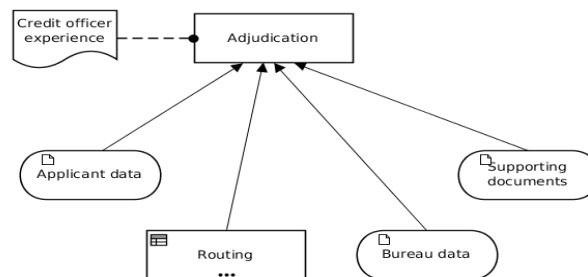 Credit officer
experience
Adjudication
Applicant data
Supporting
documents
Routing
Bureau data